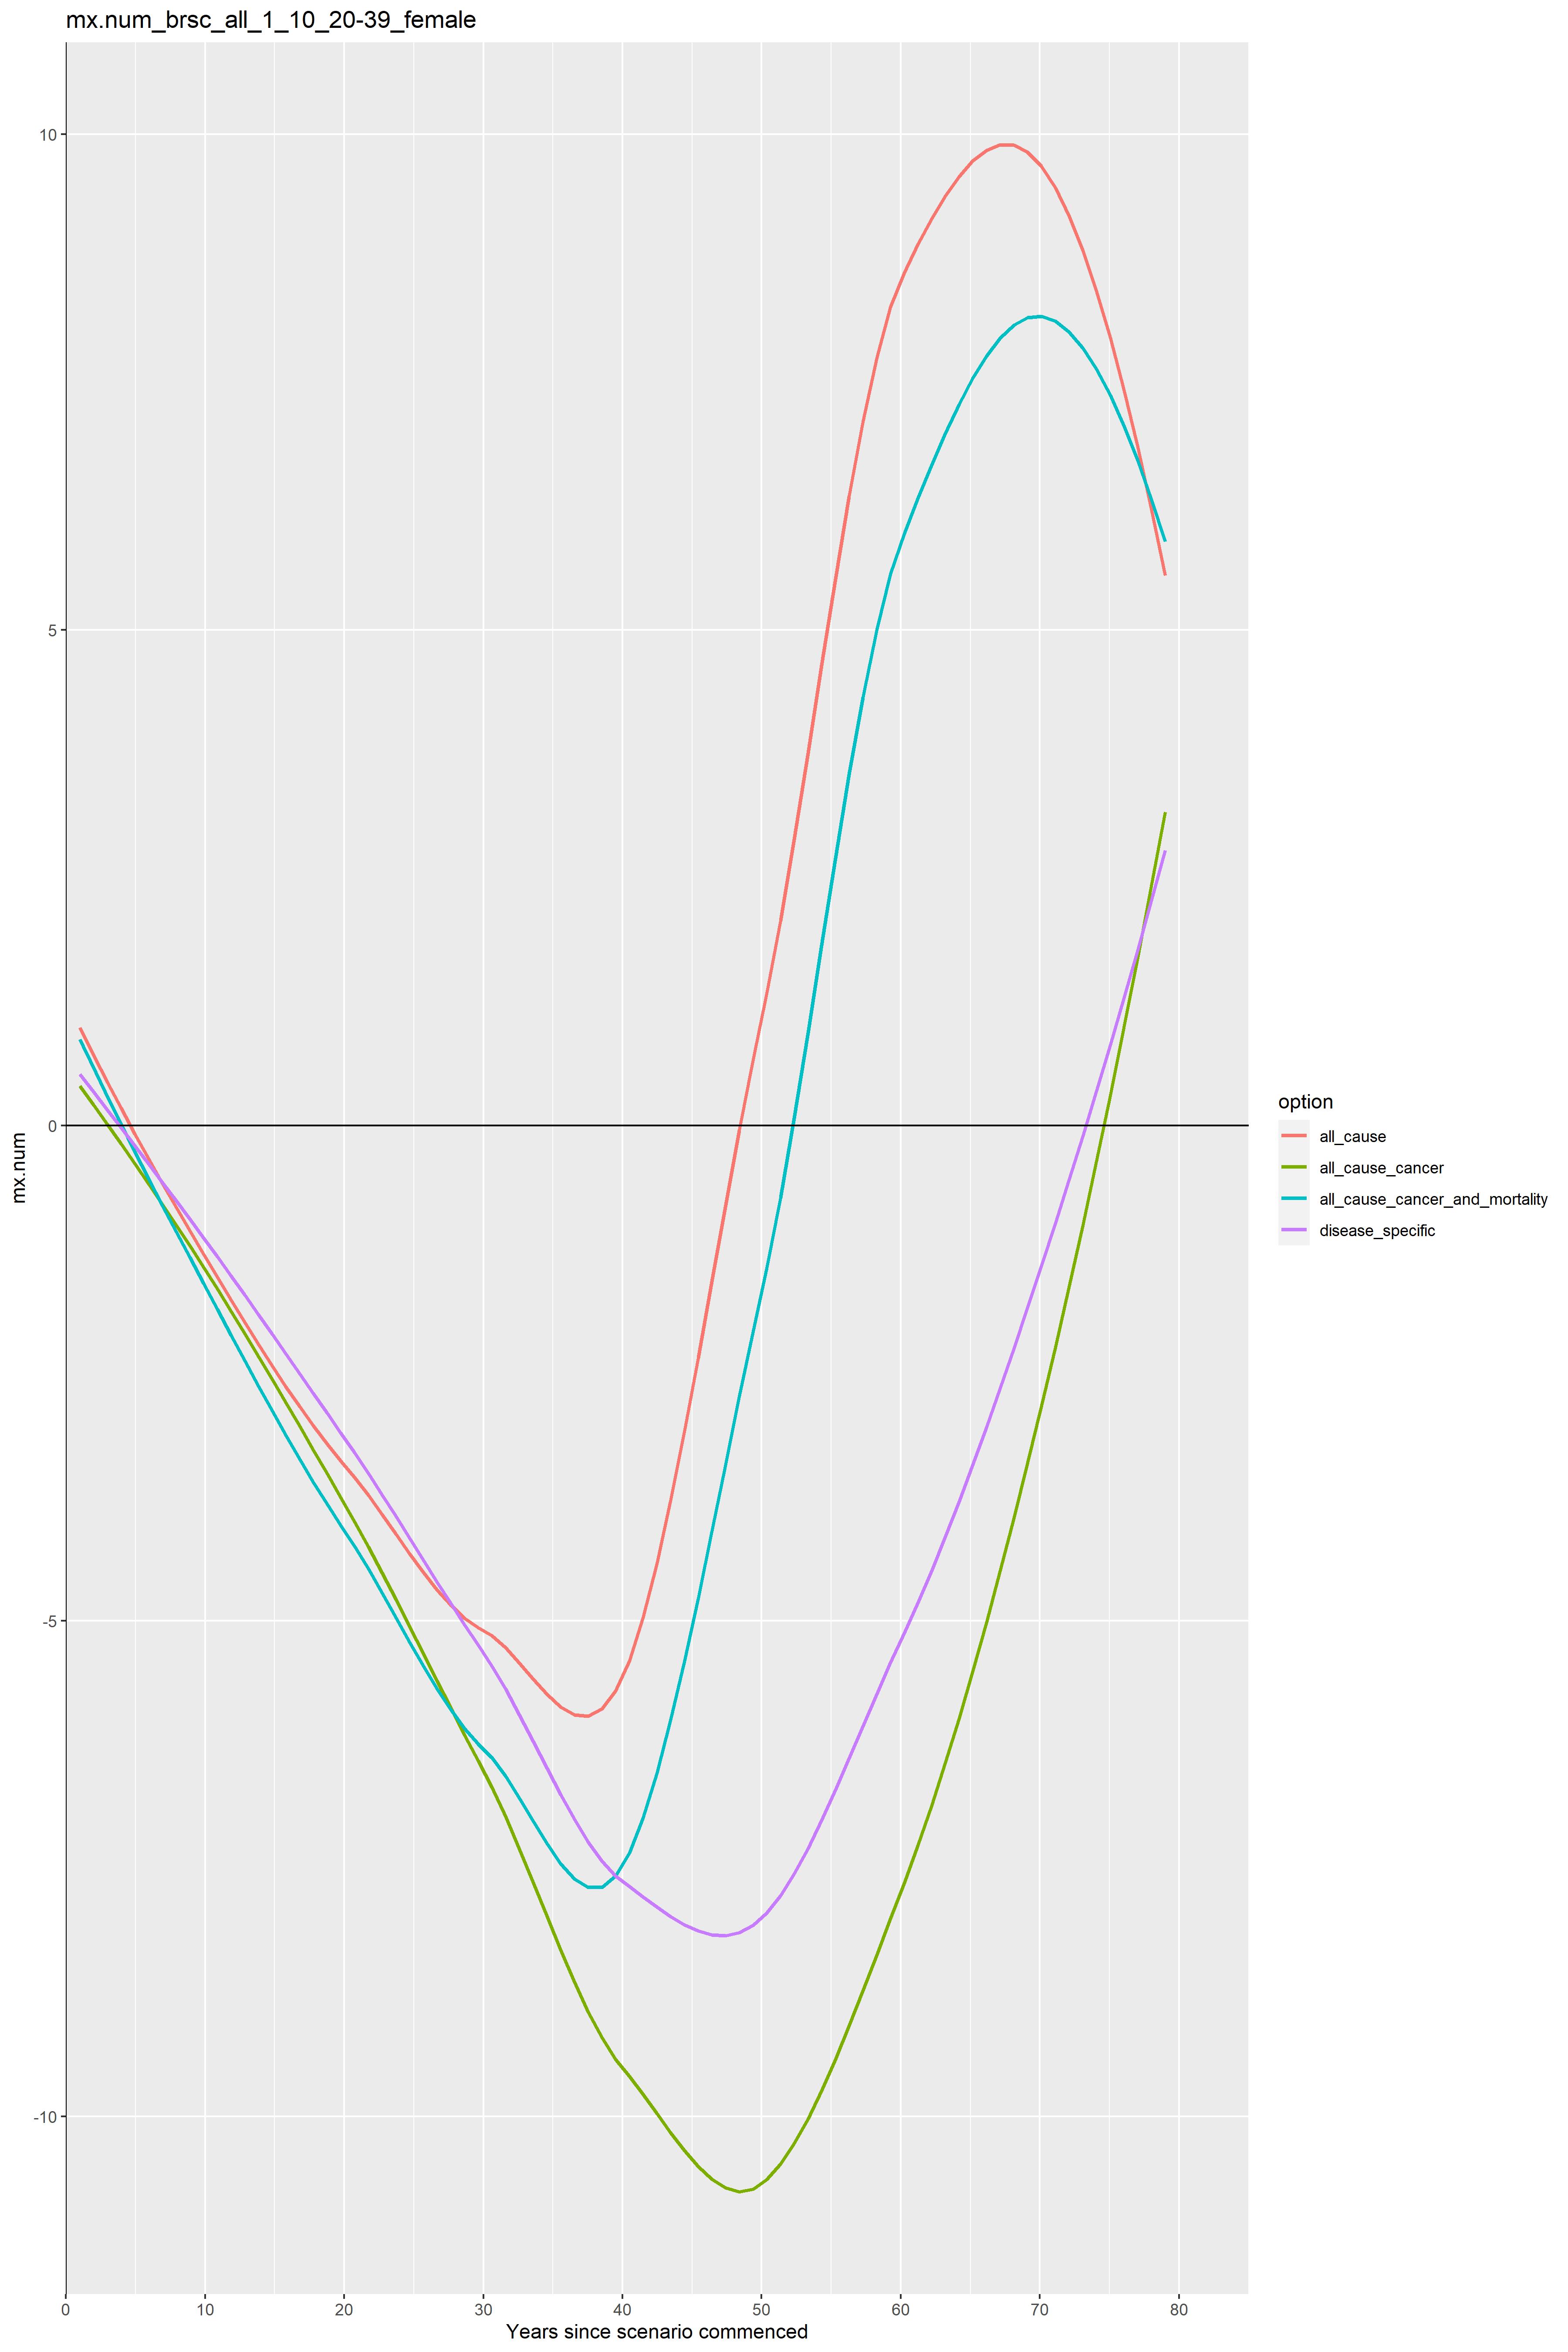 mx.num_brsc_all_1_10_20-39_female
10
5
0
-5
-10
mx.num
0 10 20 30 40 50 60 70 80
Years since scenario commenced
option
all_cause
all_cause_cancer
all_cause_cancer_and_mortality
disease_specific